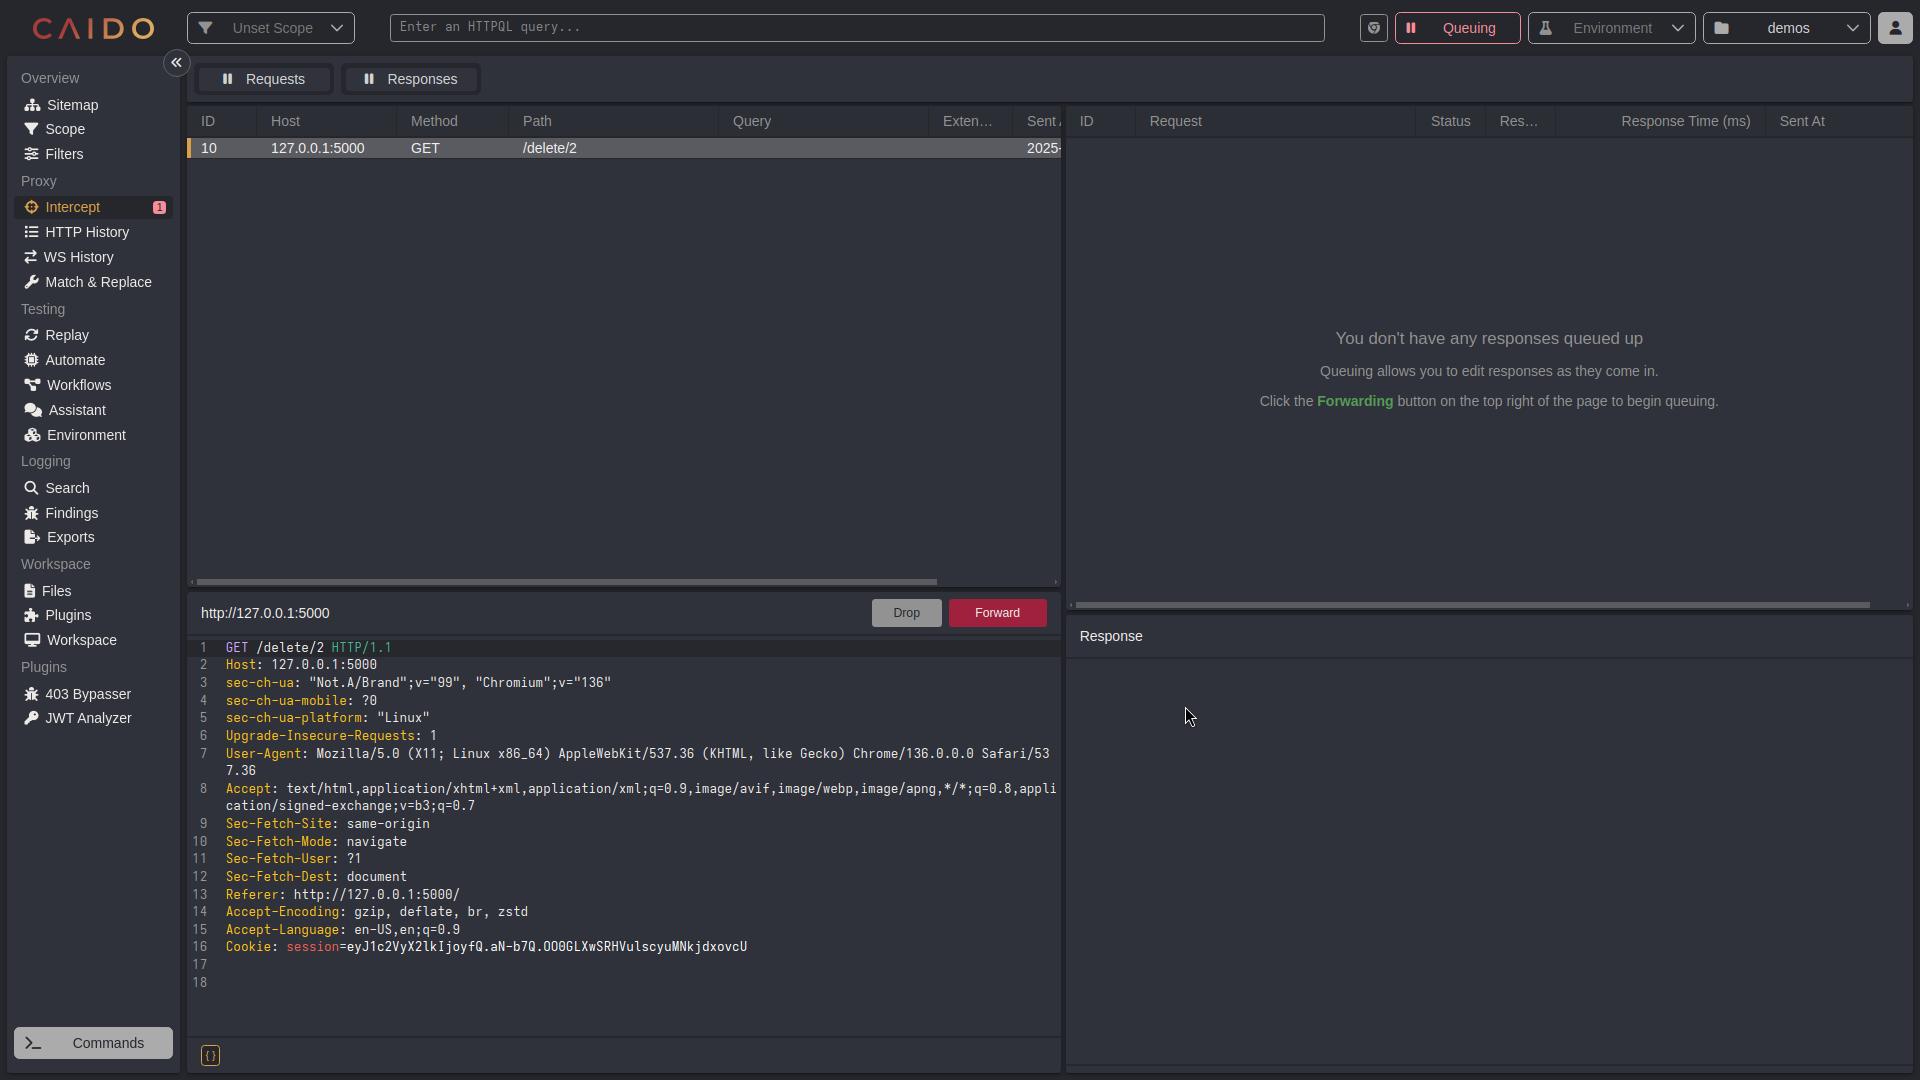 CAIDO
Unset Scope
Enter an HTTPQL query...
Queuing
Environment
demos
Overview
Sitemap
Scope
Filters
Proxy
Intercept 1
HTTP History
WS History
Match & Replace
Testing
Replay
Automate
Workflows
Assistant
Environment
Logging
Search
Findings
Exports
Workspace
Files
Plugins
Workspace
Plugins
403 Bypasser
JWT Analyzer
Commands
Requests
Responses
ID Host Method Path Query Exten... Sent
10 127.0.0.1:5000 GET /delete/2 2025-
http://127.0.0.1:5000
Drop
Forward
1 GET /delete/2 HTTP/1.1
2 Host: 127.0.0.1:5000
3 sec-ch-ua: "Not.A/Brand";v="99", "Chromium";v="136"
4 sec-ch-ua-mobile: ?0
5 sec-ch-ua-platform: "Linux"
6 Upgrade-Insecure-Requests: 1
7 User-Agent: Mozilla/5.0 (X11; Linux x86_64) AppleWebKit/537.36 (KHTML, like Gecko) Chrome/136.0.0.0 Safari/53
7.36
8 Accept: text/html,application/xhtml+xml,application/xml;q=0.9,image/avif,image/webp,image/apng,*/*;q=0.8,appli
cation/signed-exchange;v=b3;q=0.7
9 Sec-Fetch-Site: same-origin
10 Sec-Fetch-Mode: navigate
11 Sec-Fetch-User: ?1
12 Sec-Fetch-Dest: document
13 Referer: http://127.0.0.1:5000/
14 Accept-Encoding: gzip, deflate, br, zstd
15 Accept-Language: en-US,en;q=0.9
16 Cookie: session=eyJ1c2VyX2lkIjoyfQ.aN-b7Q.OO0GLXwSRHVulscyuMNkjdxovcU
17
18
{}
ID Request Status Res... Response Time (ms) Sent At
You don't have any responses queued up
Queuing allows you to edit responses as they come in.
Click the Forwarding button on the top right of the page to begin queuing.
Response